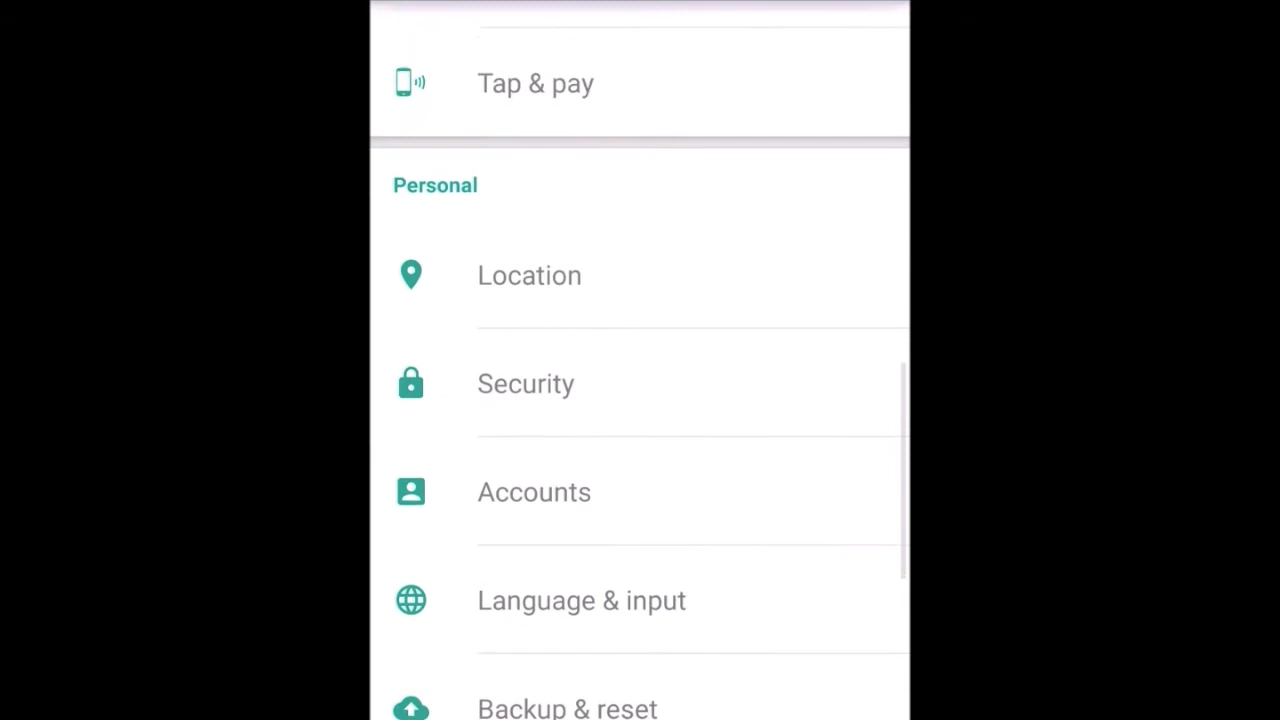 Tap & pay
Personal
Location
Security
Accounts
Language & input
Backup & reset